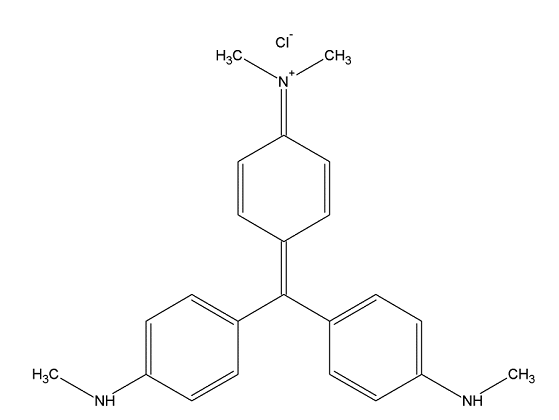 Cl⁻
H₃C CH₃
N⁺
H₃C CH₃
NH NH